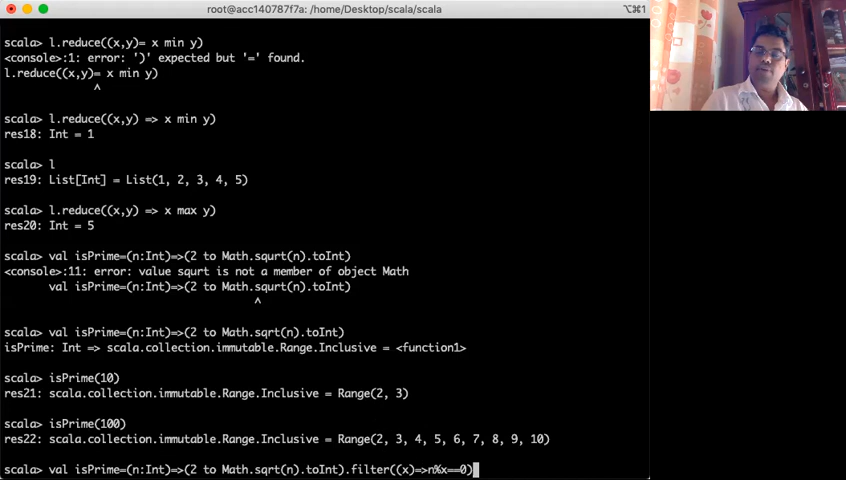 root@acc140787f7a: /home/Desktop/scala/scala
⌥⌘1
scala> l.reduce((x,y)= x min y)
<console>:1: error: ')' expected but '=' found.
l.reduce((x,y)= x min y)
^
scala> l.reduce((x,y) => x min y)
res18: Int = 1
scala> l
res19: List[Int] = List(1, 2, 3, 4, 5)
scala> l.reduce((x,y) => x max y)
res20: Int = 5
scala> val isPrime=(n:Int)=>(2 to Math.squrt(n).toInt)
<console>:11: error: value squrt is not a member of object Math
val isPrime=(n:Int)=>(2 to Math.squrt(n).toInt)
^
scala> val isPrime=(n:Int)=>(2 to Math.sqrt(n).toInt)
isPrime: Int => scala.collection.immutable.Range.Inclusive = <function1>
scala> isPrime(10)
res21: scala.collection.immutable.Range.Inclusive = Range(2, 3)
scala> isPrime(100)
res22: scala.collection.immutable.Range.Inclusive = Range(2, 3, 4, 5, 6, 7, 8, 9, 10)
scala> val isPrime=(n:Int)=>(2 to Math.sqrt(n).toInt).filter((x)=>n%x==0)